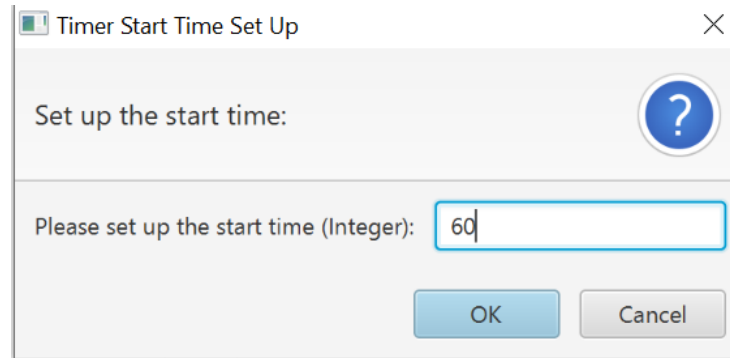 Timer Start Time Set Up
Set up the start time:
?
Please set up the start time (Integer): 60
OK Cancel